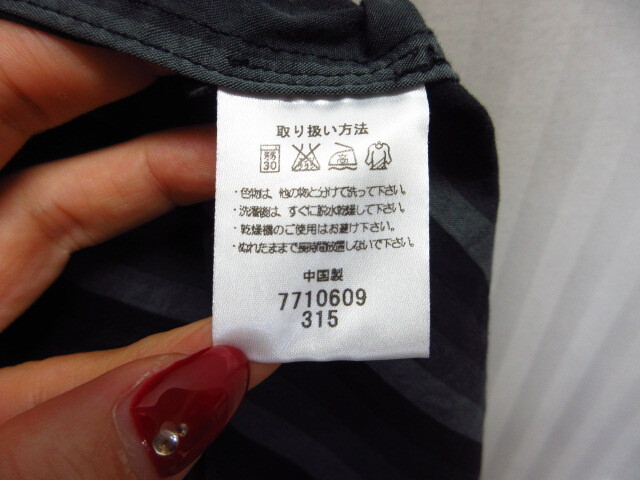 取り扱い方法
弱
30
・色物は、他の物と分けて洗って下さい。
・洗濯後は、すぐに脱水乾燥して下さい。
・乾燥機のご使用はお避け下さい。
・ぬれたままで長時間放置しないで下さい。
中国製
7710609
315